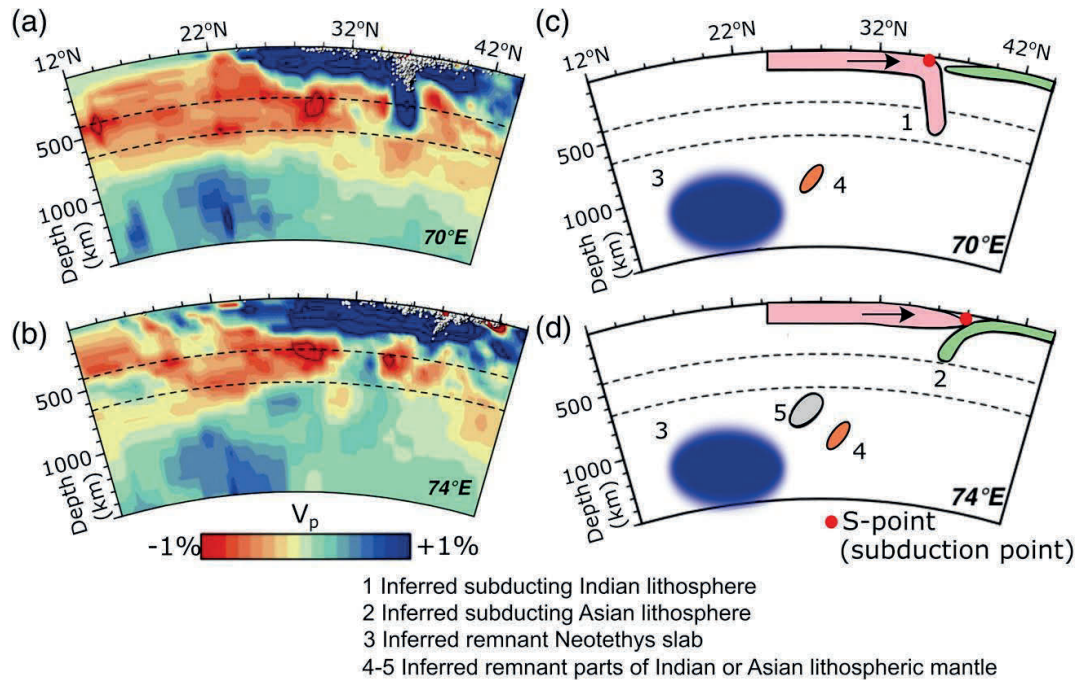 (a)
12°N
22°N
32°N
42°N
500
1000
Depth
(km)
70°E
(b)
500
1000
Depth
(km)
74°E
Vp
-1%
+1%
(c)
12°N
22°N
32°N
42°N
500
1000
Depth
(km)
1
3
4
70°E
(d)
500
1000
Depth
(km)
2
5
3
4
74°E
S-point
(subduction point)
1 Inferred subducting Indian lithosphere
2 Inferred subducting Asian lithosphere
3 Inferred remnant Neotethys slab
4-5 Inferred remnant parts of Indian or Asian lithospheric mantle